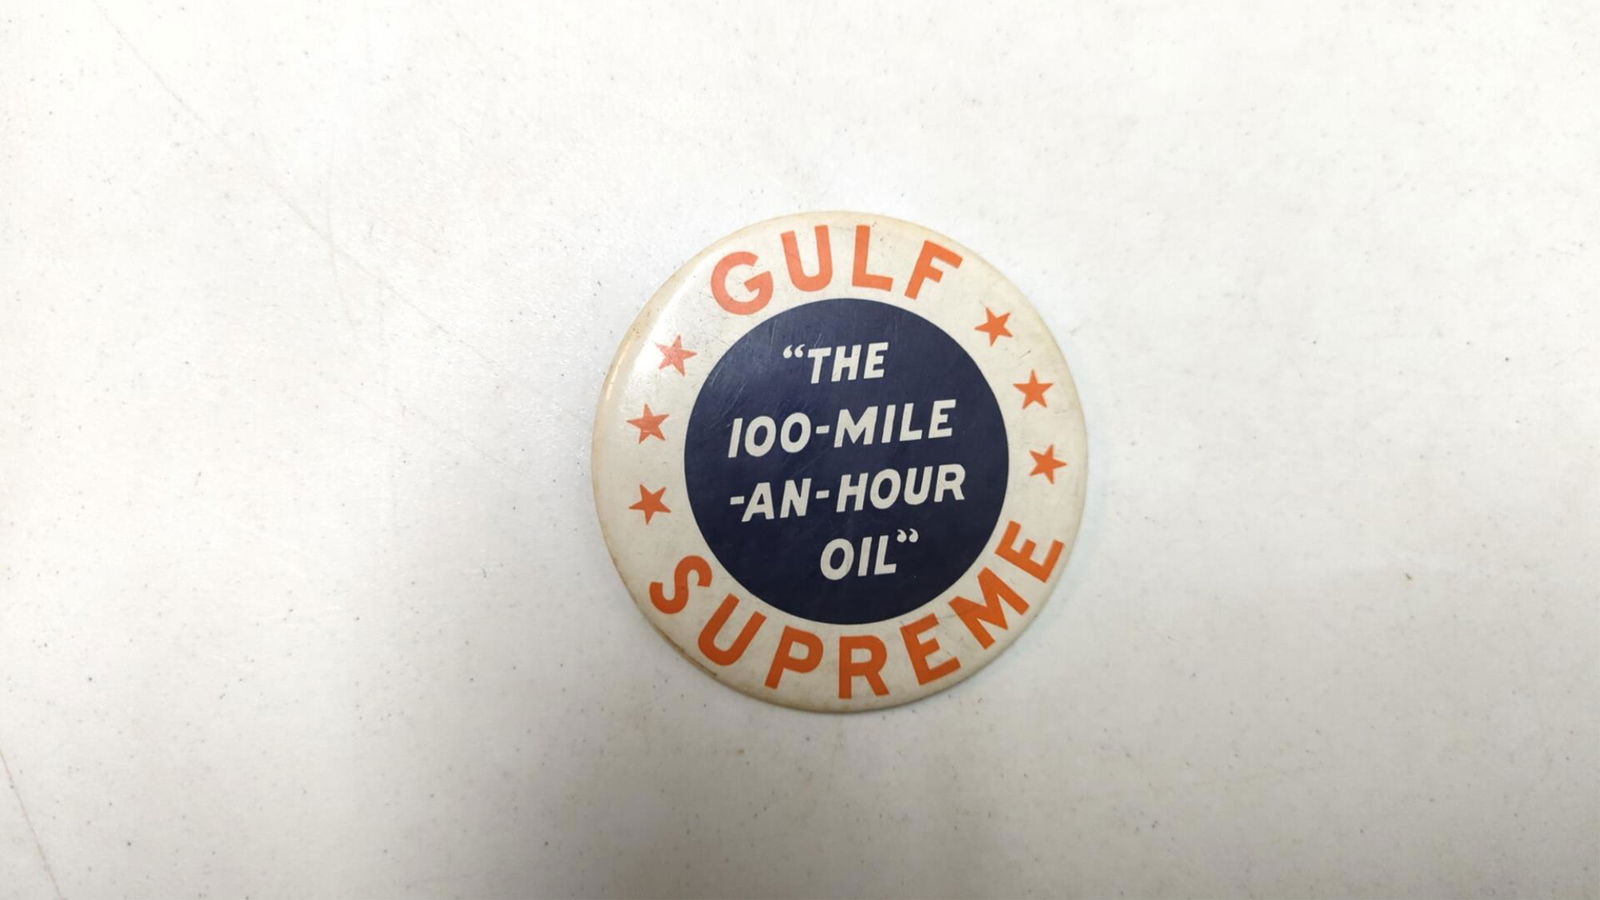 GULF
“THE
100-MILE
-AN-HOUR
OIL”
SUPREME